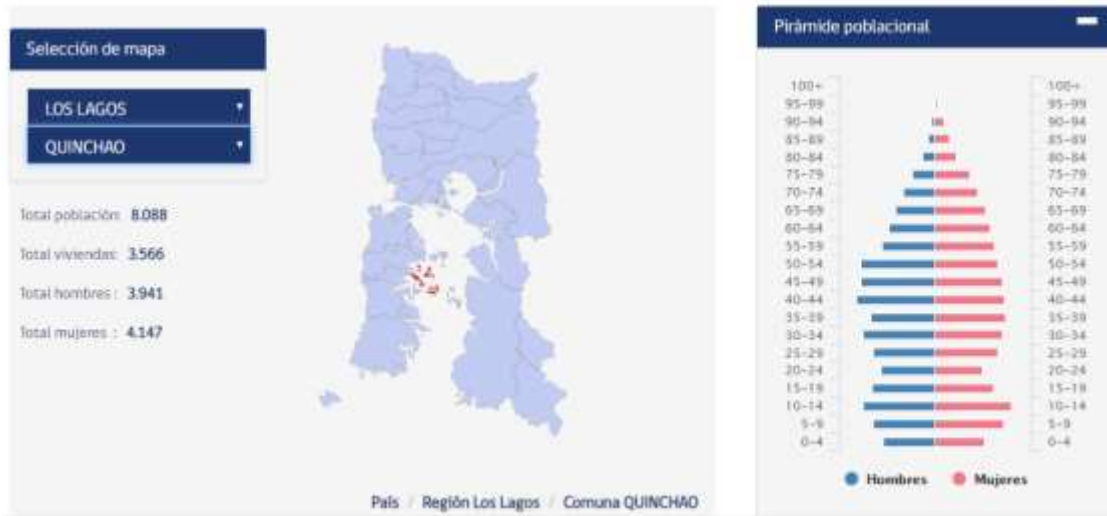 Selección de mapa
LOS LAGOS
QUINCHAO
Total población: 8.088
Total viviendas: 3.566
Total hombres : 3.941
Total mujeres : 4.147
País / Región Los Lagos / Comuna QUINCHAO
Pirámide poblacional
100+ 100+
95-99 95-99
90-94 90-94
85-89 85-89
80-84 80-84
75-79 75-79
70-74 70-74
65-69 65-69
60-64 60-64
55-59 55-59
50-54 50-54
45-49 45-49
40-44 40-44
35-39 35-39
30-34 30-34
25-29 25-29
20-24 20-24
15-19 15-19
10-14 10-14
5-9 5-9
0-4 0-4
Hombres Mujeres